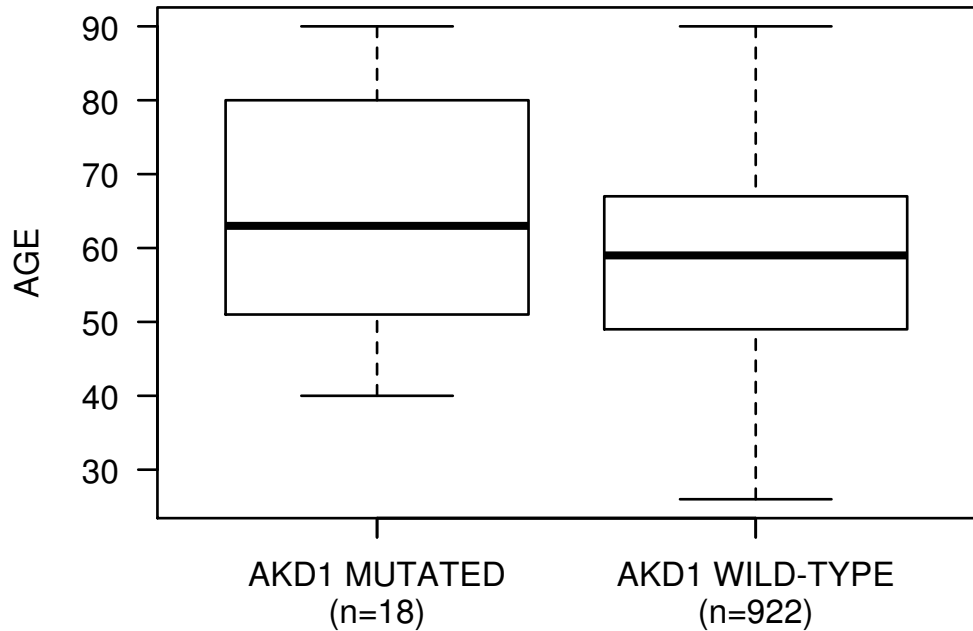 90
80
70
60
50
40
30
AGE
AKD1 MUTATED
(n=18)
AKD1 WILD-TYPE
(n=922)